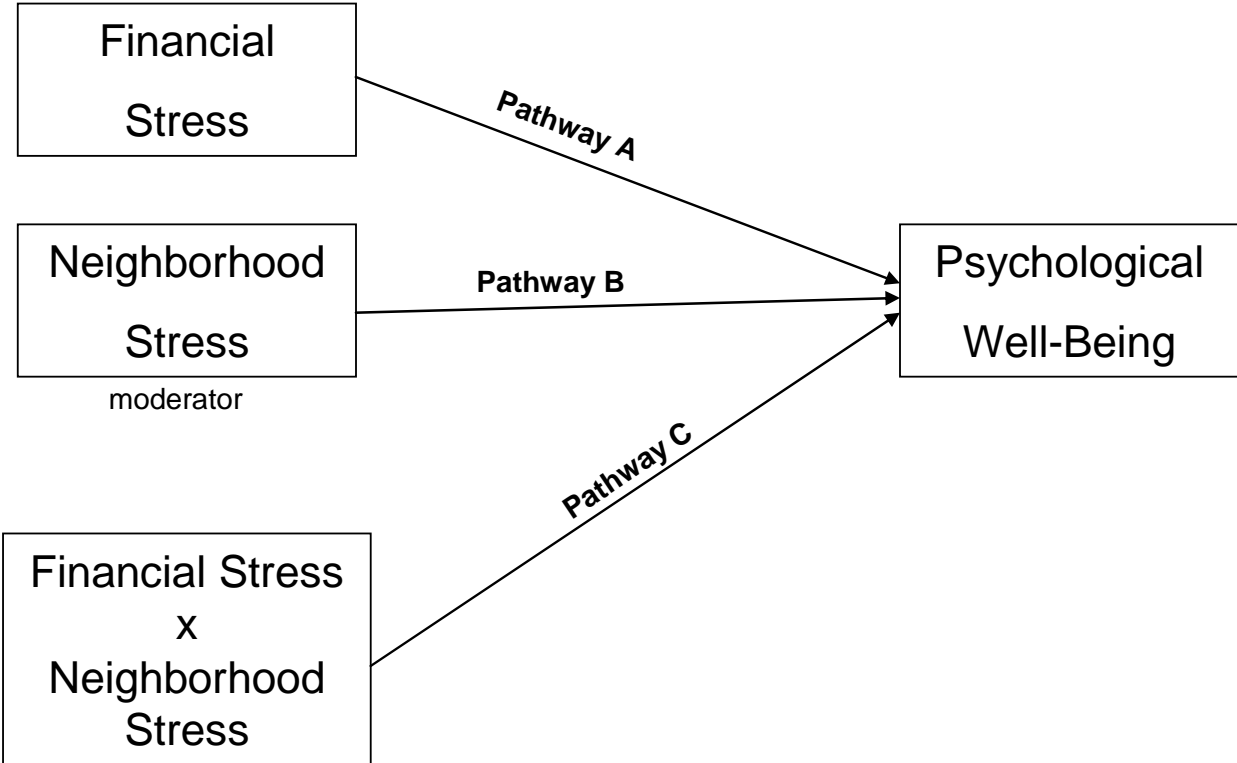 Financial
Stress
Pathway A
Neighborhood
Stress
moderator
Pathway B
Psychological
Well-Being
Pathway C
Financial Stress
x
Neighborhood
Stress